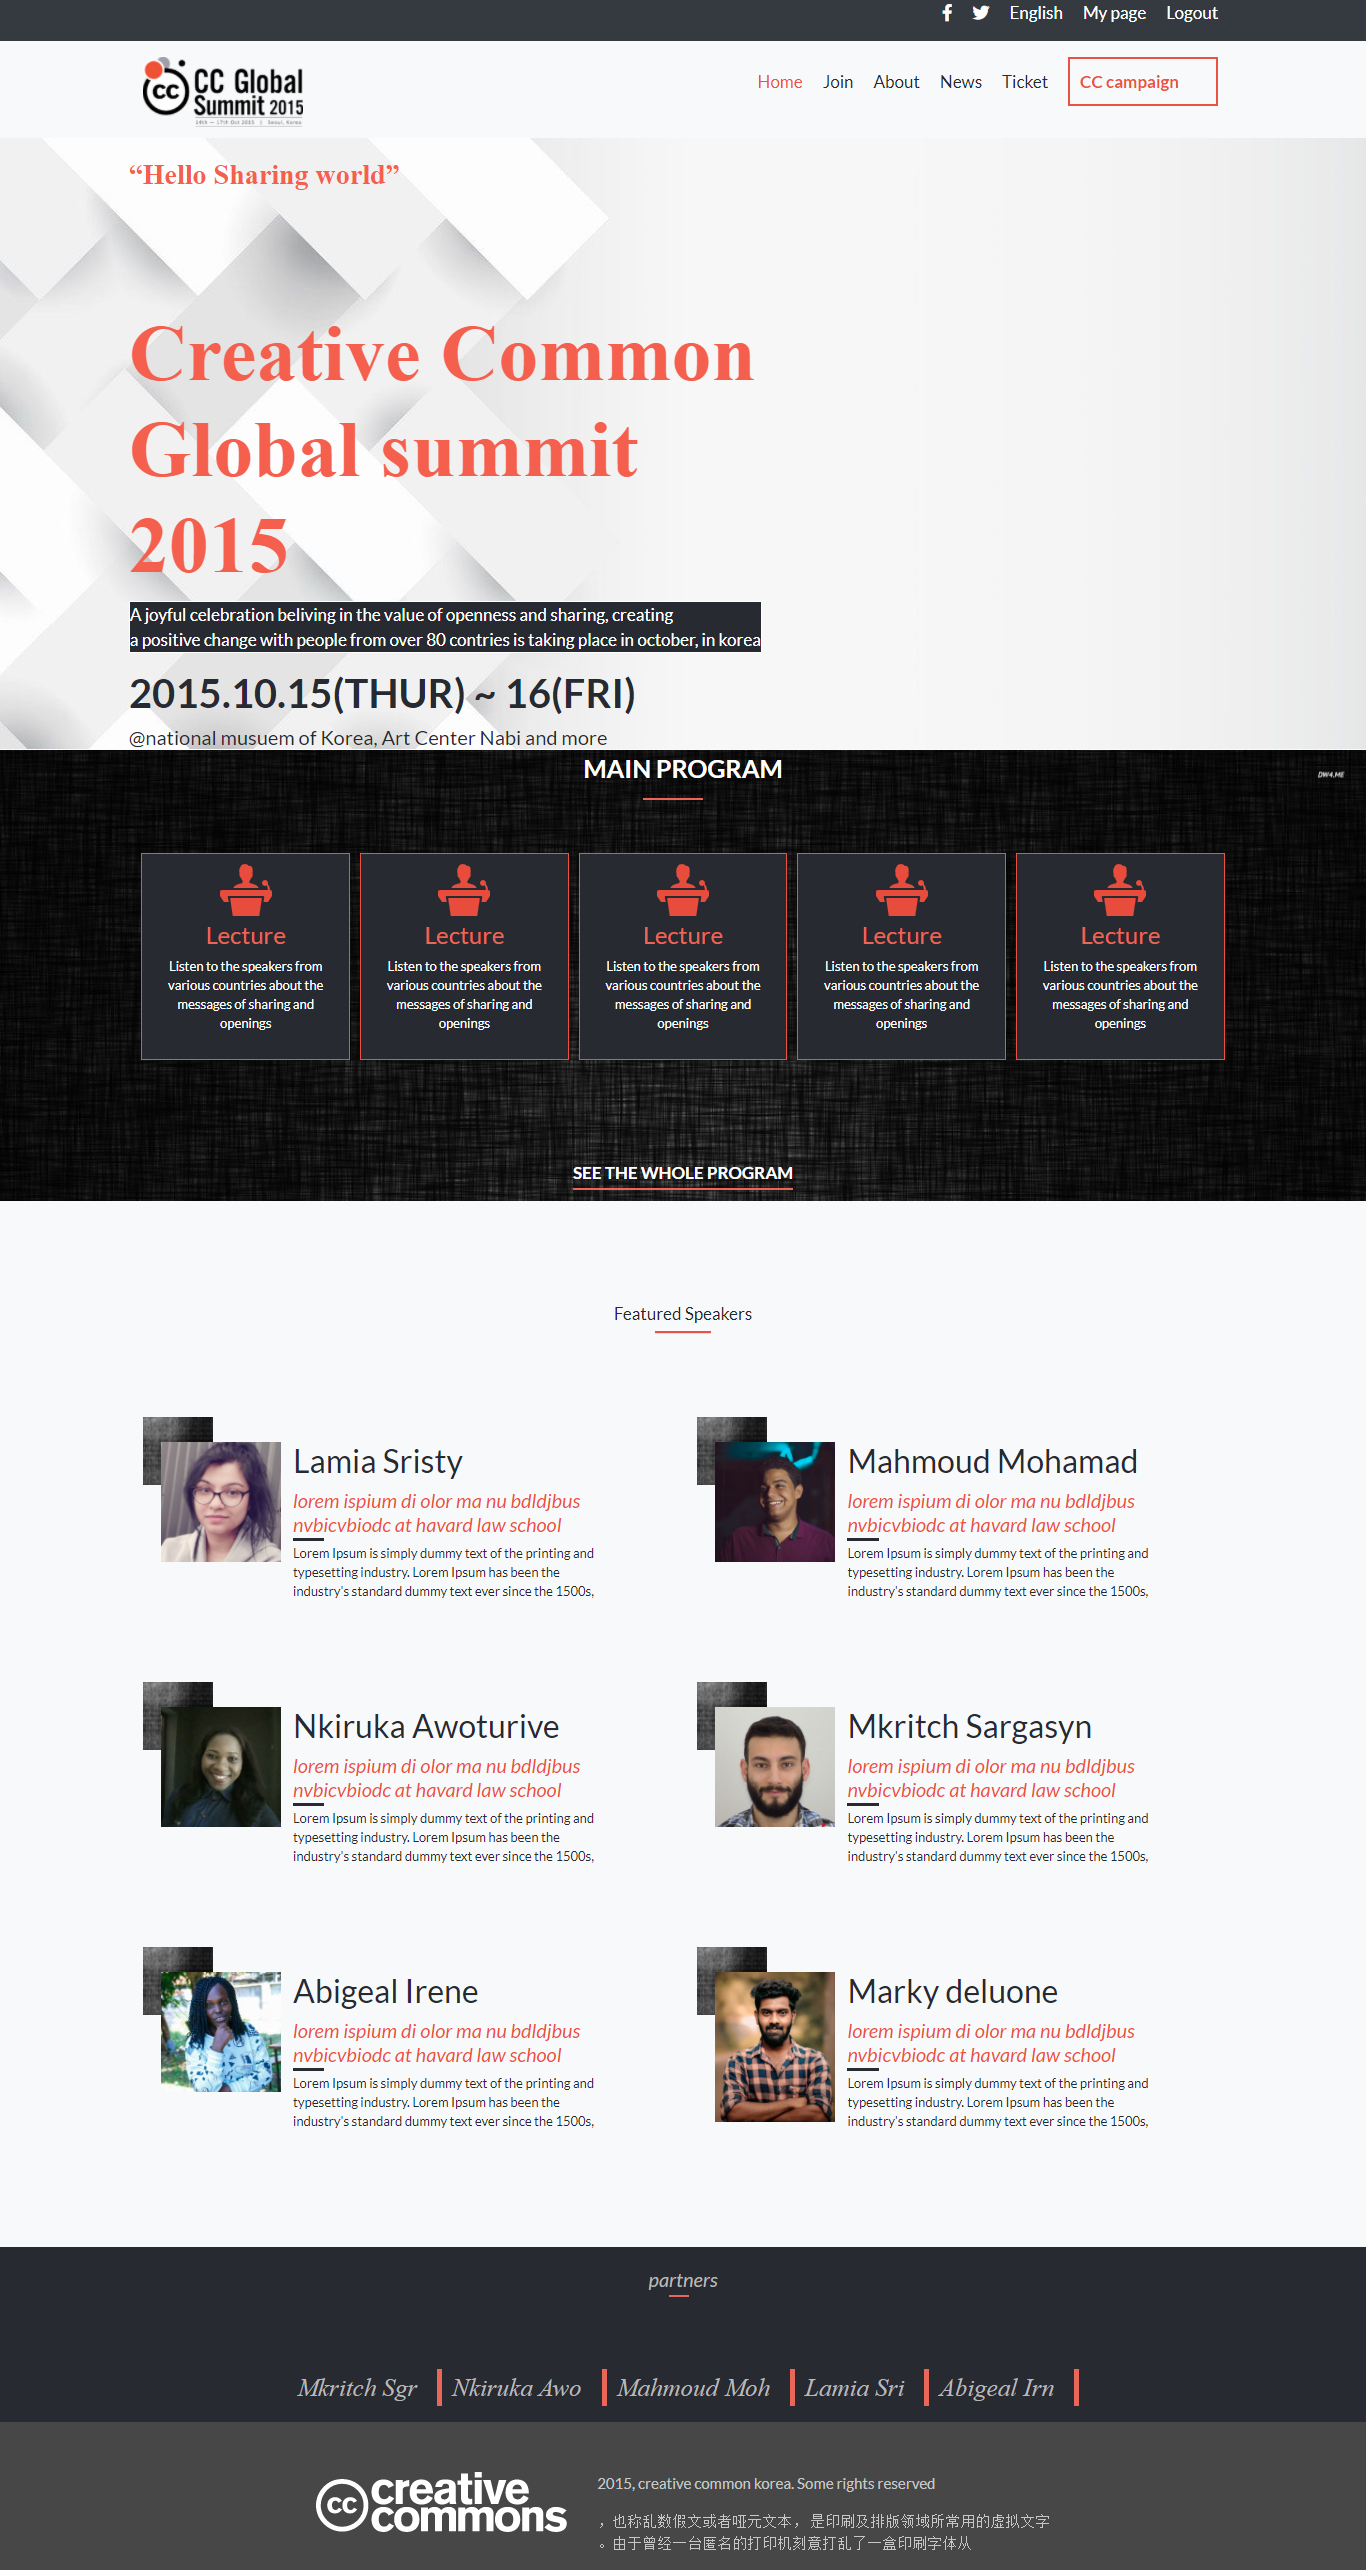 English My page Logout
CC Global
Summit 2015
14th — 17th Oct 2015 | Seoul, Korea
Home Join About News Ticket CC campaign
“Hello Sharing world”
Creative Common
Global summit
2015
A joyful celebration beliving in the value of openness and sharing, creating
a positive change with people from over 80 contries is taking place in october, in korea
2015.10.15(THUR) ~ 16(FRI)
@national musuem of Korea, Art Center Nabi and more
MAIN PROGRAM
DW4.ME
Lecture
Listen to the speakers from
various countries about the
messages of sharing and
openings
Lecture
Listen to the speakers from
various countries about the
messages of sharing and
openings
Lecture
Listen to the speakers from
various countries about the
messages of sharing and
openings
Lecture
Listen to the speakers from
various countries about the
messages of sharing and
openings
Lecture
Listen to the speakers from
various countries about the
messages of sharing and
openings
SEE THE WHOLE PROGRAM
Featured Speakers
Lamia Sristy
lorem ispium di olor ma nu bdldjbus
nvbicvbiodc at havard law school
Lorem Ipsum is simply dummy text of the printing and
typesetting industry. Lorem Ipsum has been the
industry's standard dummy text ever since the 1500s,
Mahmoud Mohamad
lorem ispium di olor ma nu bdldjbus
nvbicvbiodc at havard law school
Lorem Ipsum is simply dummy text of the printing and
typesetting industry. Lorem Ipsum has been the
industry's standard dummy text ever since the 1500s,
Nkiruka Awoturive
lorem ispium di olor ma nu bdldjbus
nvbicvbiodc at havard law school
Lorem Ipsum is simply dummy text of the printing and
typesetting industry. Lorem Ipsum has been the
industry's standard dummy text ever since the 1500s,
Mkritch Sargasyn
lorem ispium di olor ma nu bdldjbus
nvbicvbiodc at havard law school
Lorem Ipsum is simply dummy text of the printing and
typesetting industry. Lorem Ipsum has been the
industry's standard dummy text ever since the 1500s,
Abigeal Irene
lorem ispium di olor ma nu bdldjbus
nvbicvbiodc at havard law school
Lorem Ipsum is simply dummy text of the printing and
typesetting industry. Lorem Ipsum has been the
industry's standard dummy text ever since the 1500s,
Marky deluone
lorem ispium di olor ma nu bdldjbus
nvbicvbiodc at havard law school
Lorem Ipsum is simply dummy text of the printing and
typesetting industry. Lorem Ipsum has been the
industry's standard dummy text ever since the 1500s,
partners
Mkritch Sgr Nkiruka Awo Mahmoud Moh Lamia Sri Abigeal Irn
cc creative
commons
2015, creative common korea. Some rights reserved
，也称乱数假文或者哑元文本， 是印刷及排版领域所常用的虚拟文字
。由于曾经一台匿名的打印机刻意打乱了一盒印刷字体从